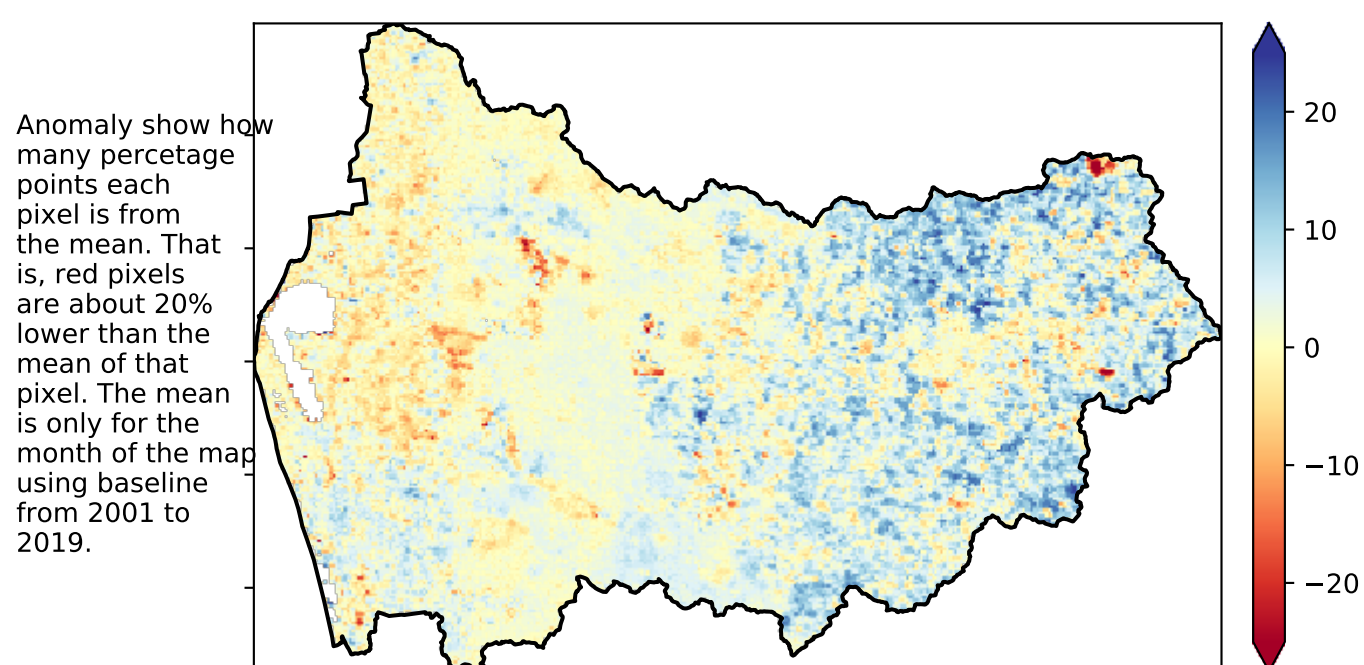 Anomaly show how
many percetage
points each
pixel is from
the mean. That
is, red pixels
are about 20%
lower than the
mean of that
pixel. The mean
is only for the
month of the map
using baseline
from 2001 to
2019.
20
10
0
−10
−20